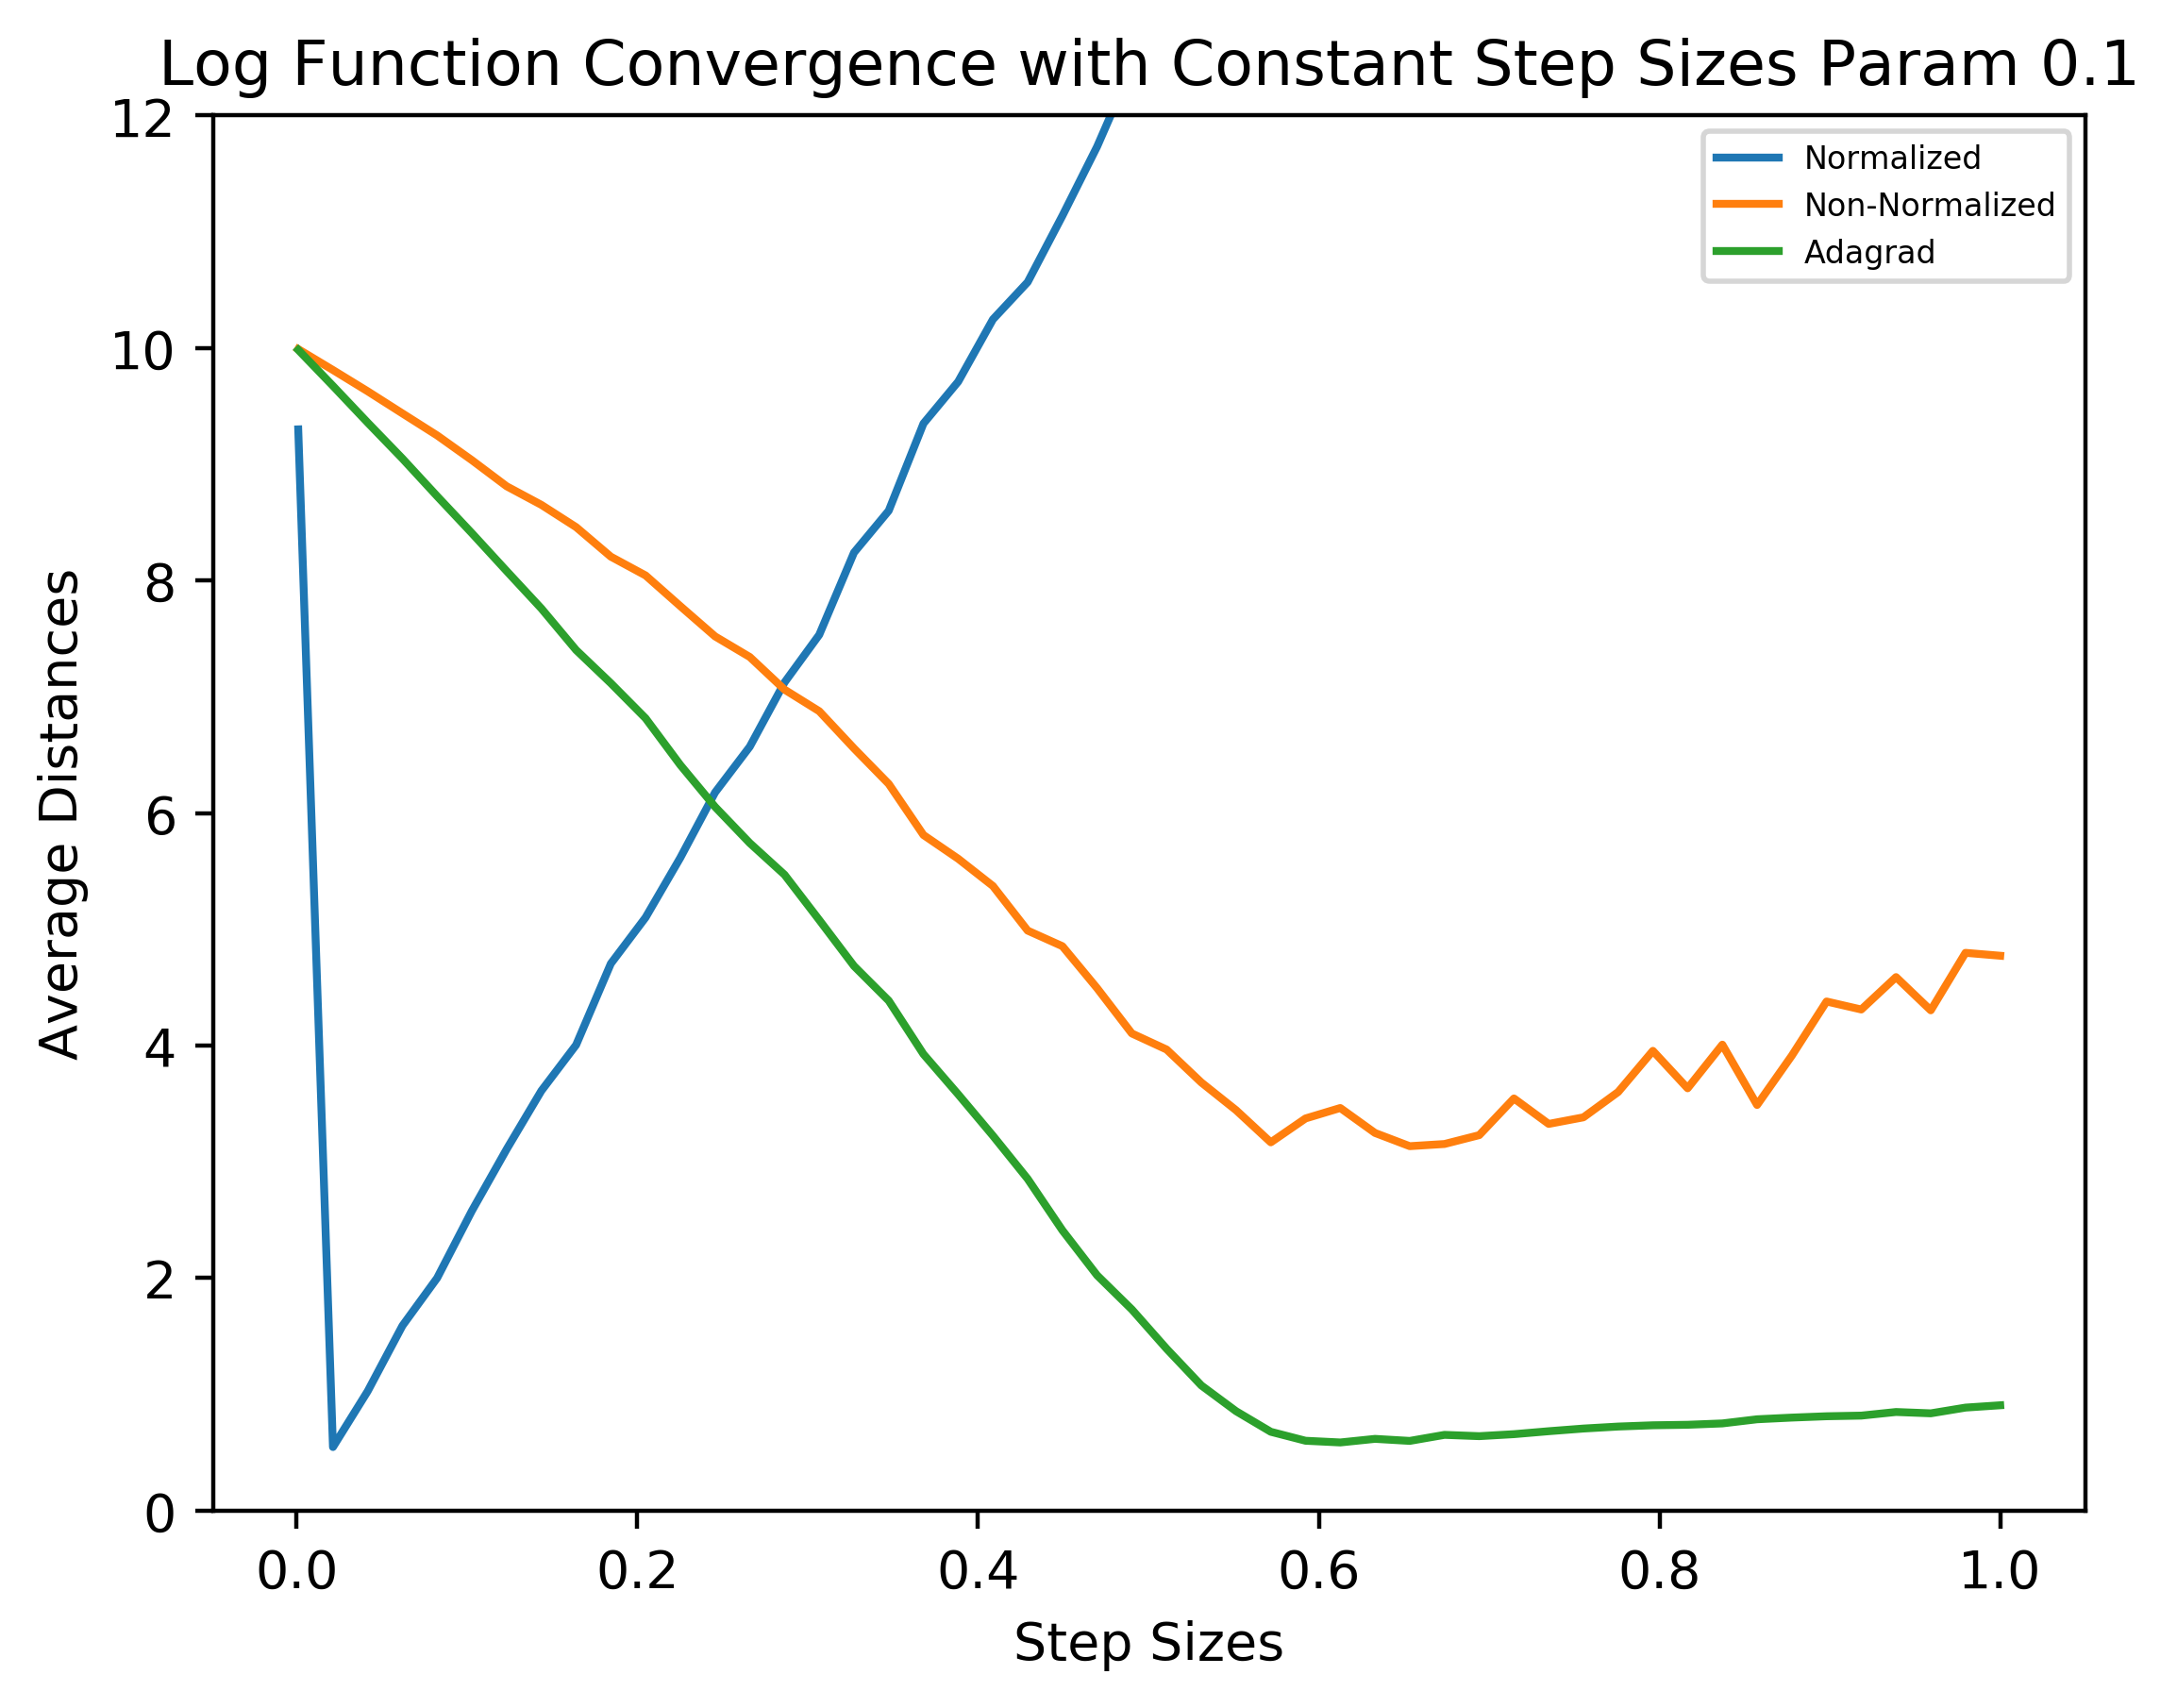 Log Function Convergence with Constant Step Sizes Param 0.1
12
10
8
6
4
2
0
Average Distances
Normalized
Non-Normalized
Adagrad
0.0 0.2 0.4 0.6 0.8 1.0
Step Sizes